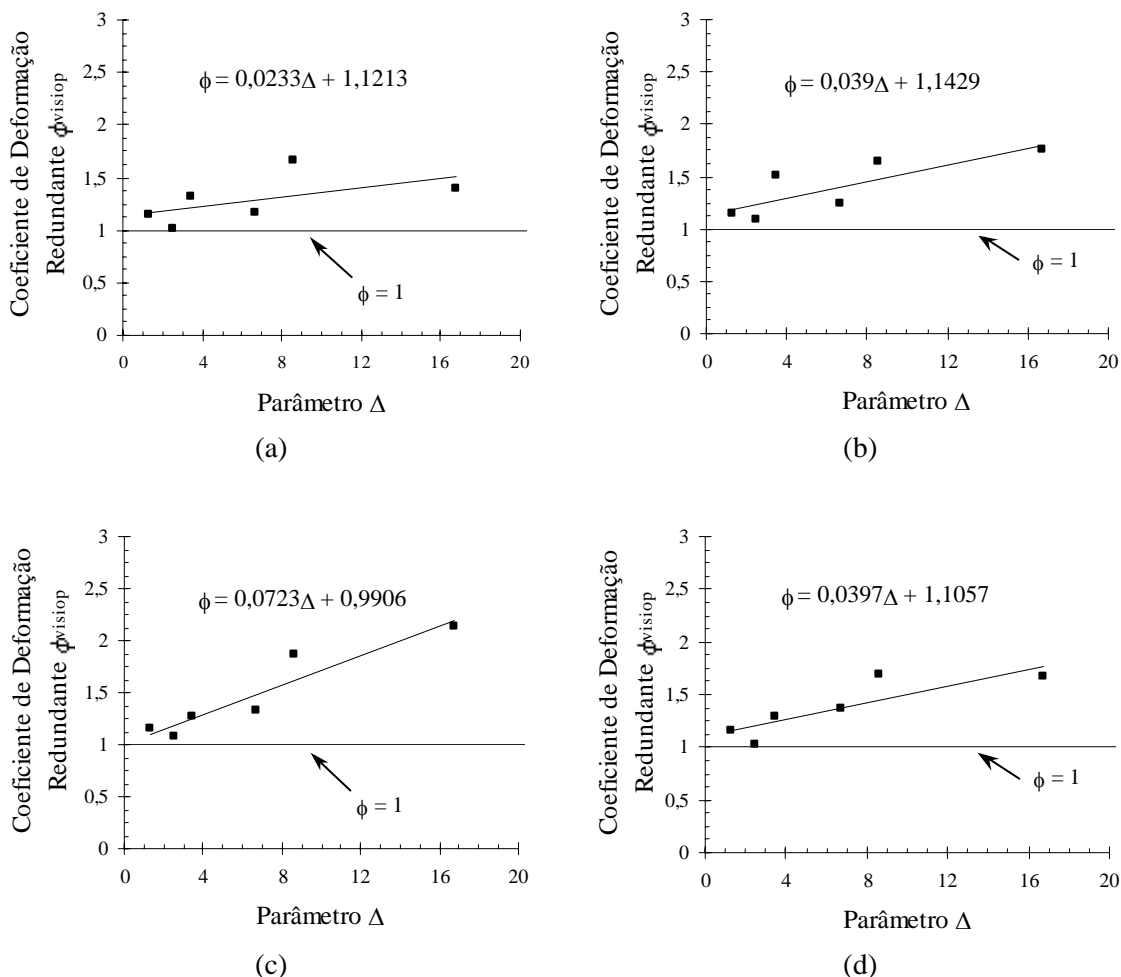 3
2,5
2
1,5
1
0,5
0
Coeficiente de Deformação
Redundante ϕvisiop
ϕ = 0,0233Δ + 1,1213
ϕ = 1
0 4 8 12 16 20
Parâmetro Δ
(a)
3
2,5
2
1,5
1
0,5
0
Coeficiente de Deformação
Redundante ϕvisiop
ϕ = 0,039Δ + 1,1429
ϕ = 1
0 4 8 12 16 20
Parâmetro Δ
(b)
3
2,5
2
1,5
1
0,5
0
Coeficiente de Deformação
Redundante ϕvisiop
ϕ = 0,0723Δ + 0,9906
ϕ = 1
0 4 8 12 16 20
Parâmetro Δ
(c)
3
2,5
2
1,5
1
0,5
0
Coeficiente de Deformação
Redundante ϕvisiop
ϕ = 0,0397Δ + 1,1057
ϕ = 1
0 4 8 12 16 20
Parâmetro Δ
(d)